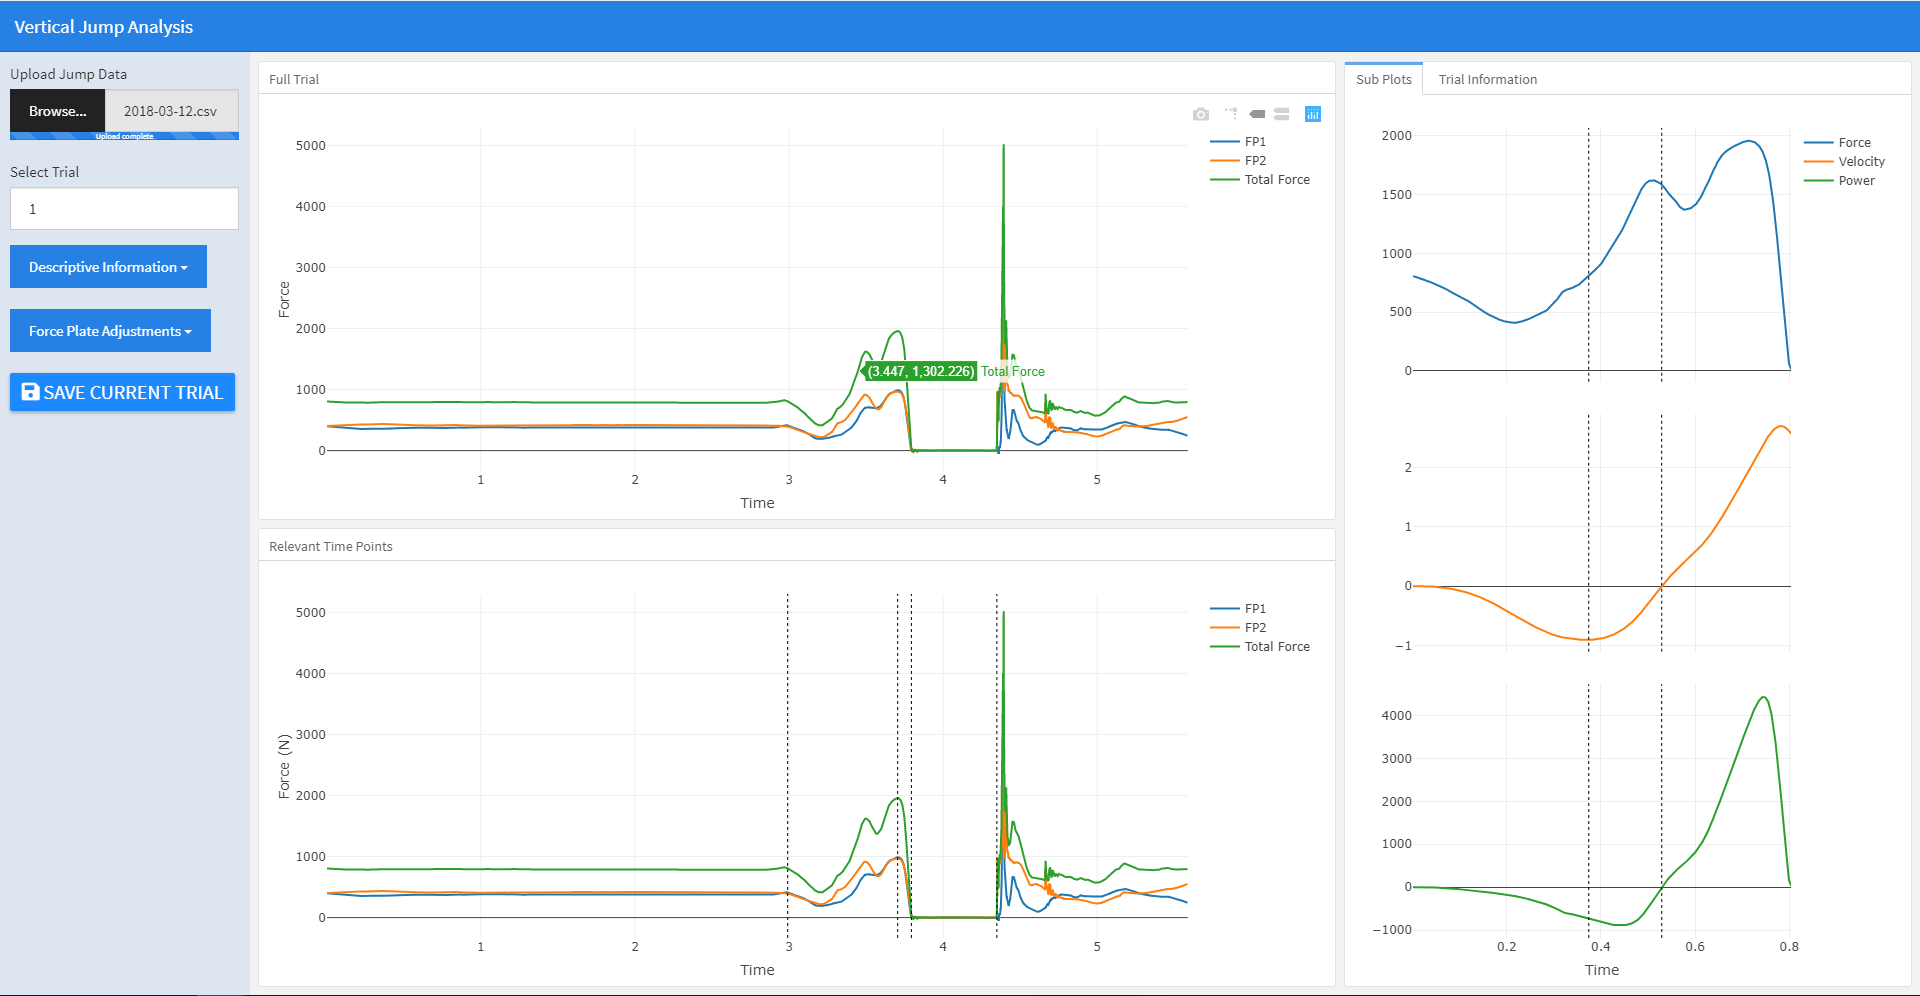 Vertical Jump Analysis
Upload Jump Data
Browse...
2018-03-12.csv
Upload complete
Select Trial
1
Descriptive Information
Force Plate Adjustments
SAVE CURRENT TRIAL
Full Trial
5000
4000
3000
2000
1000
0
Force
1 2 3 4 5
Time
(3.447, 1,302.226) Total Force
FP1
FP2
Total Force
Relevant Time Points
5000
4000
3000
2000
1000
0
Force (N)
1 2 3 4 5
Time
FP1
FP2
Total Force
Sub Plots Trial Information
2000
1500
1000
500
0
Force
Velocity
Power
2
1
0
−1
4000
3000
2000
1000
0
−1000
0.2 0.4 0.6 0.8
Time